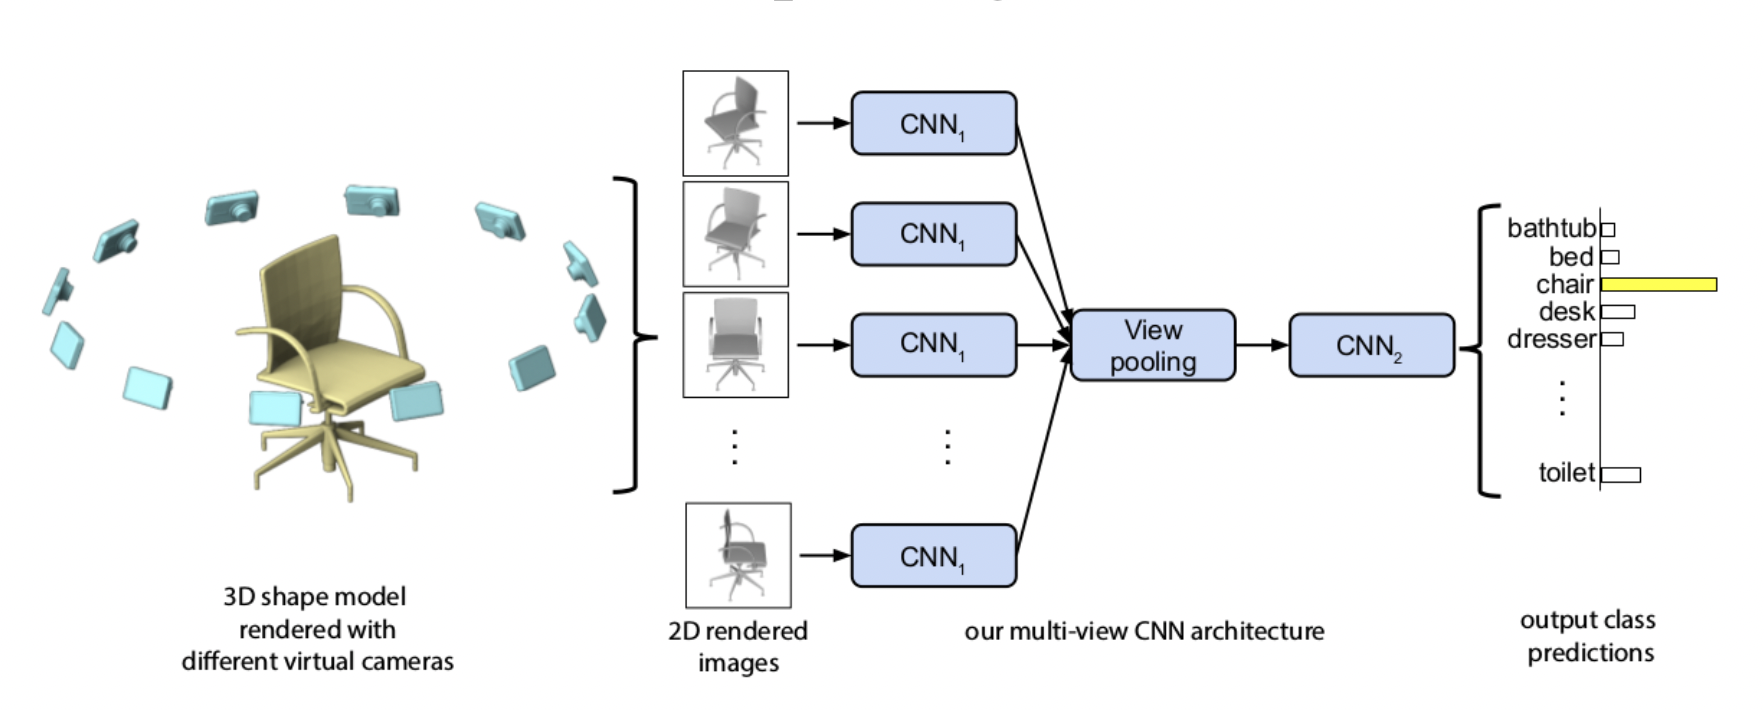 CNN₁
CNN₁
CNN₁
CNN₁
View
pooling
CNN₂
bathtub
bed
chair
desk
dresser
toilet
3D shape model
rendered with
different virtual cameras
2D rendered
images
our multi-view CNN architecture
output class
predictions